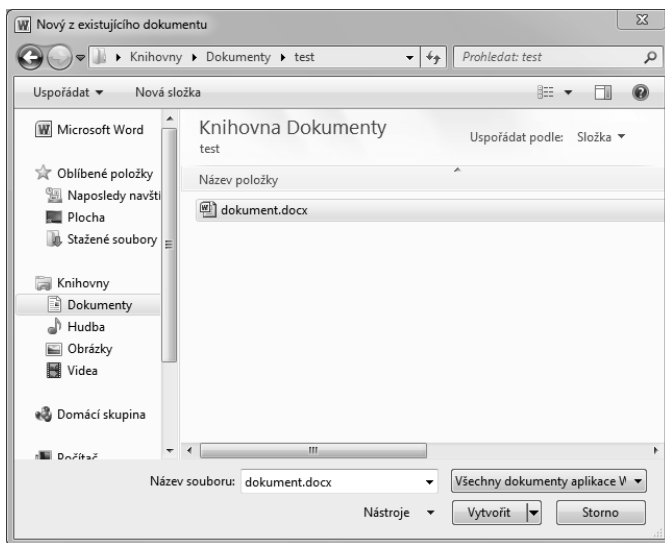 Nový z existujícího dokumentu
Knihovny Dokumenty test
Prohledat: test
Uspořádat Nová složka
Microsoft Word
Oblíbené položky
Naposledy navští
Plocha
Stažené soubory
Knihovny
Dokumenty
Hudba
Obrázky
Videa
Domácí skupina
Počítač
Knihovna Dokumenty
test
Uspořádat podle: Složka
Název položky
dokument.docx
Název souboru: dokument.docx
Všechny dokumenty aplikace W
Nástroje Vytvořit Storno